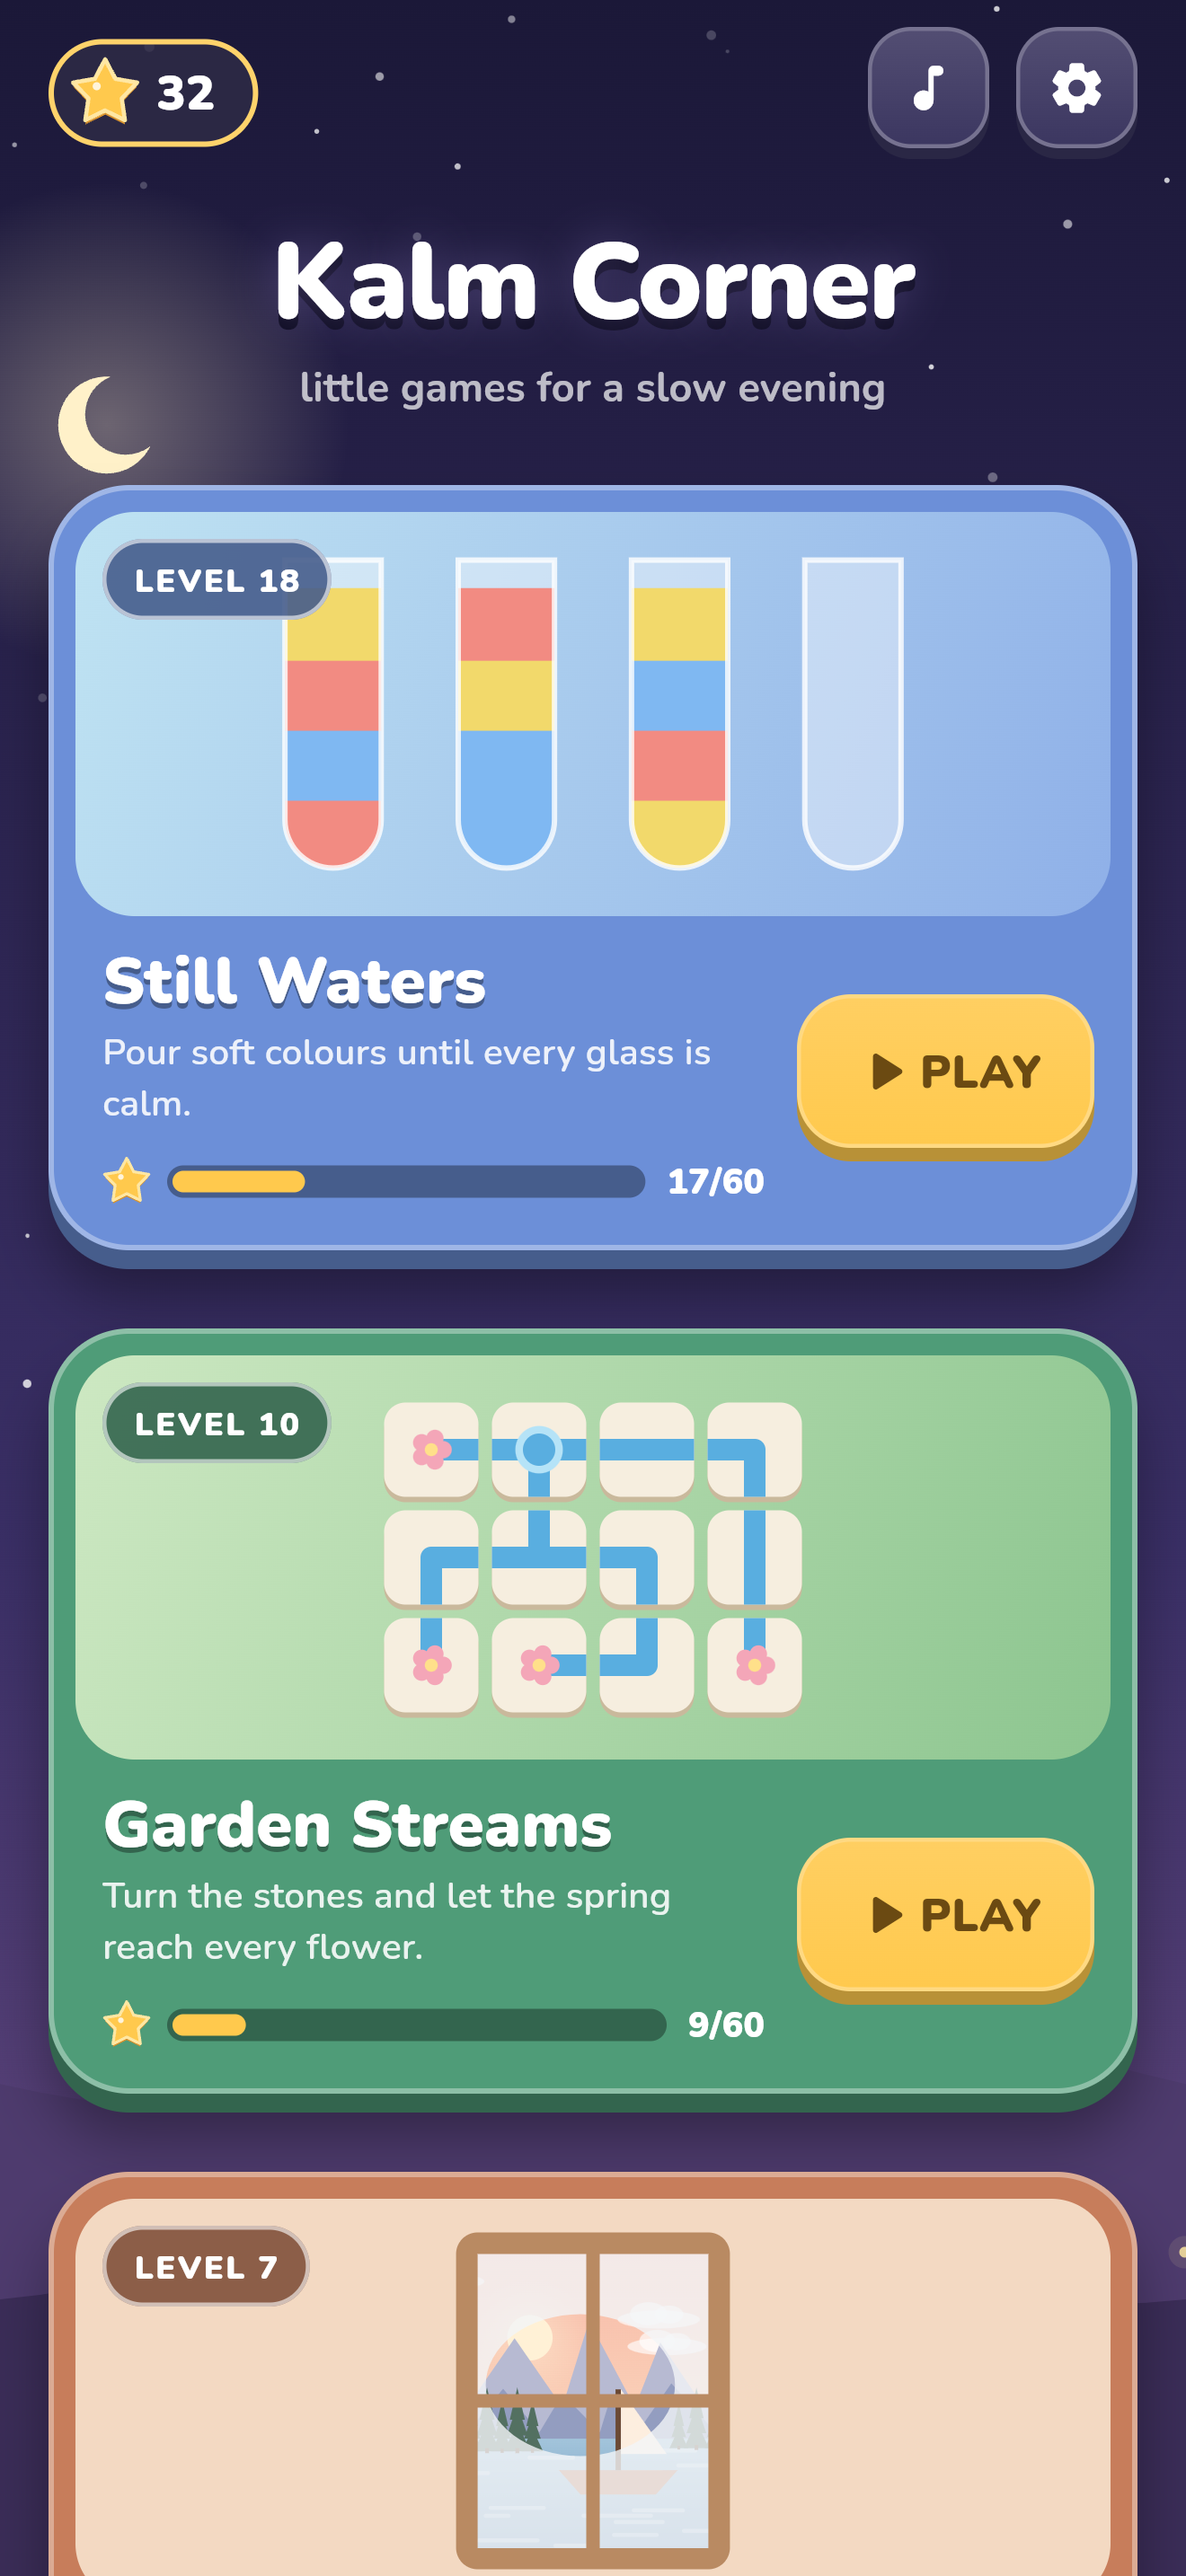 32
Kalm Corner
little games for a slow evening
LEVEL 18
Still Waters
Pour soft colours until every glass is
calm.
PLAY
17/60
LEVEL 10
Garden Streams
Turn the stones and let the spring
reach every flower.
PLAY
9/60
LEVEL 7